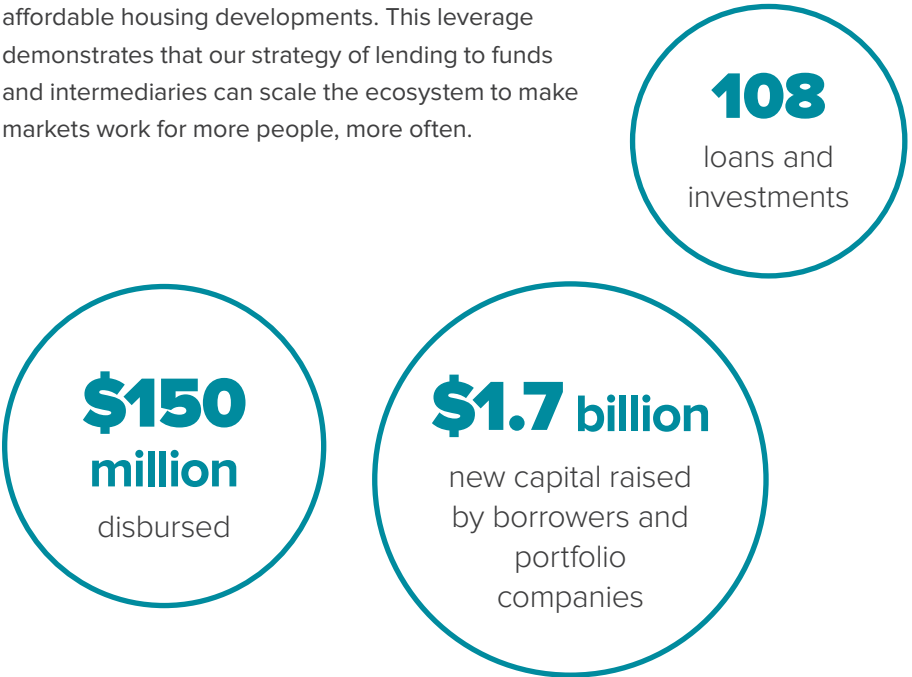 affordable housing developments. This leverage
demonstrates that our strategy of lending to funds
and intermediaries can scale the ecosystem to make
markets work for more people, more often.
108
loans and
investments
$150
million
disbursed
$1.7 billion
new capital raised
by borrowers and
portfolio
companies